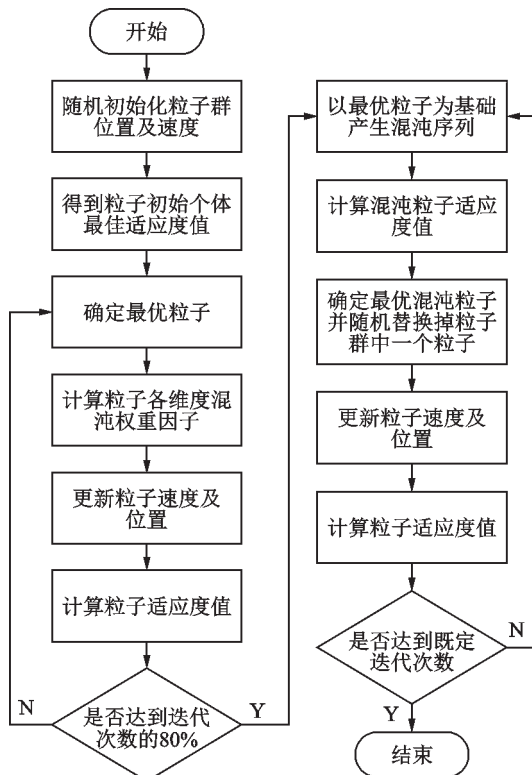 开始
随机初始化粒子群
位置及速度
得到粒子初始个体
最佳适应度值
确定最优粒子
计算粒子各维度混
沌权重因子
更新粒子速度及
位置
计算粒子适应度值
N
是否达到迭代
次数的80%
Y
以最优粒子为基础
产生混沌序列
计算混沌粒子适应
度值
确定最优混沌粒子
并随机替换掉粒子
群中一个粒子
更新粒子速度及
位置
计算粒子适应度值
是否达到既定
迭代次数
N
Y
结束